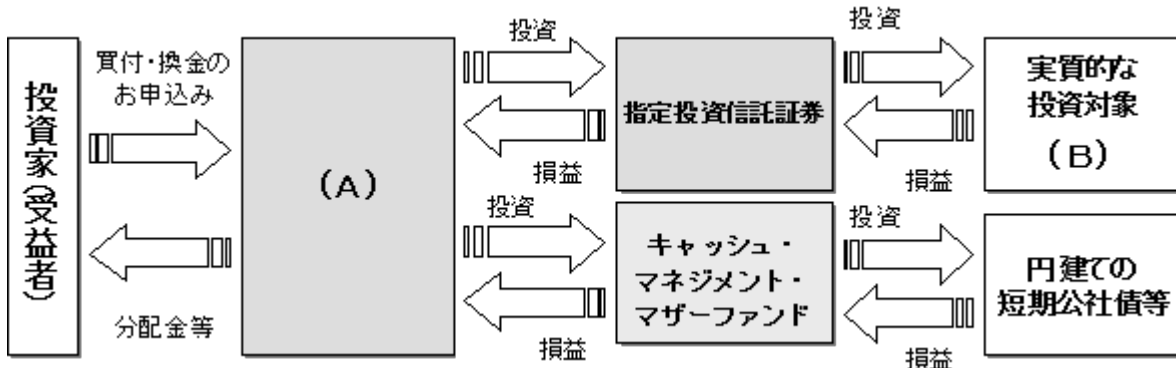 投資家(受益者)
買付・換金の
お申込み
分配金等
(A)
投資
損益
投資
損益
指定投資信託証券
キャッシュ・
マネジメント・
マザーファンド
投資
損益
投資
損益
実質的な
投資対象
(B)
円建ての
短期公社債等